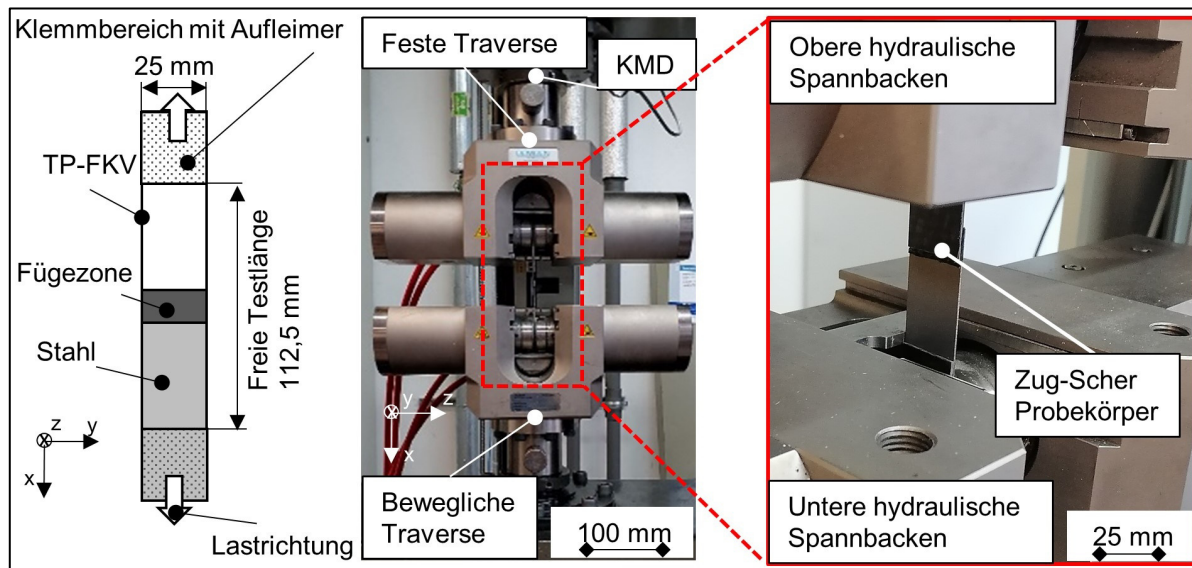 Klemmbereich mit Aufleimer
25 mm
TP-FKV
Fügezone
Stahl
Freie Testlänge
112,5 mm
z
y
x
Lastrichtung
Feste Traverse
KMD
y
z
x
Bewegliche
Traverse
100 mm
Obere hydraulische
Spannbacken
Zug-Scher
Probekörper
Untere hydraulische
Spannbacken
25 mm